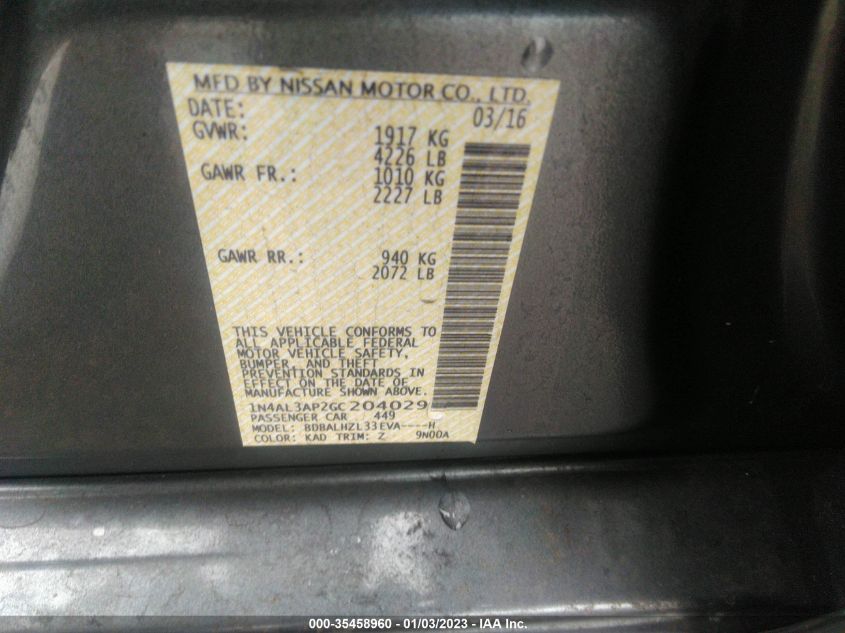 MFD BY NISSAN MOTOR CO., LTD.
DATE: 03/16
GVWR: 1917 KG
4226 LB
GAWR FR.: 1010 KG
2227 LB
GAWR RR.: 940 KG
2072 LB
THIS VEHICLE CONFORMS TO
ALL APPLICABLE FEDERAL
MOTOR VEHICLE SAFETY,
BUMPER, AND THEFT
PREVENTION STANDARDS IN
EFFECT ON THE DATE OF
MANUFACTURE SHOWN ABOVE.
1N4AL3AP2GC204029
PASSENGER CAR 449
MODEL: BDBALHZL33EVA----H
COLOR: KAD TRIM: Z 9N00A
000-35458960 - 01/03/2023 - IAA Inc.